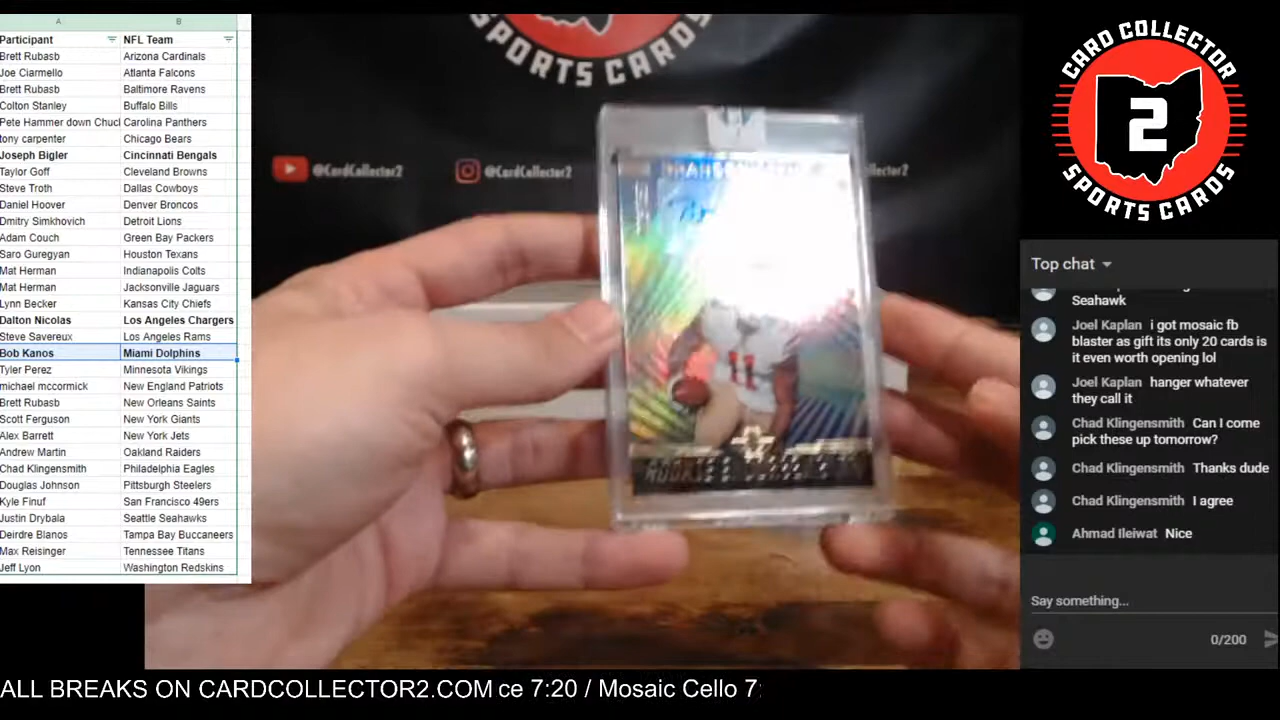 A B
Participant NFL Team
Brett Rubasb Arizona Cardinals
Joe Ciarmello Atlanta Falcons
Brett Rubasb Baltimore Ravens
Colton Stanley Buffalo Bills
Pete Hammer down Chucl Carolina Panthers
tony carpenter Chicago Bears
Joseph Bigler Cincinnati Bengals
Taylor Goff Cleveland Browns
Steve Troth Dallas Cowboys
Daniel Hoover Denver Broncos
Dmitry Simkhovich Detroit Lions
Adam Couch Green Bay Packers
Saro Guregyan Houston Texans
Mat Herman Indianapolis Colts
Mat Herman Jacksonville Jaguars
Lynn Becker Kansas City Chiefs
Dalton Nicolas Los Angeles Chargers
Steve Savereux Los Angeles Rams
Bob Kanos Miami Dolphins
Tyler Perez Minnesota Vikings
michael mccormick New England Patriots
Brett Rubasb New Orleans Saints
Scott Ferguson New York Giants
Alex Barrett New York Jets
Andrew Martin Oakland Raiders
Chad Klingensmith Philadelphia Eagles
Douglas Johnson Pittsburgh Steelers
Kyle Finuf San Francisco 49ers
Justin Drybala Seattle Seahawks
Deirdre Blanos Tampa Bay Buccaneers
Max Reisinger Tennessee Titans
Jeff Lyon Washington Redskins
SPORTS CARDS
@CardCollector2
@CardCollector2
llector2
11
CARD COLLECTOR
2
SPORTS CARDS
Top chat
Seahawk
Joel Kaplan i got mosaic fb
blaster as gift its only 20 cards is
it even worth opening lol
Joel Kaplan hanger whatever
they call it
Chad Klingensmith Can I come
pick these up tomorrow?
Chad Klingensmith Thanks dude
Chad Klingensmith I agree
Ahmad Ileiwat Nice
Say something...
0/200
ALL BREAKS ON CARDCOLLECTOR2.COM ce 7:20 / Mosaic Cello 7: